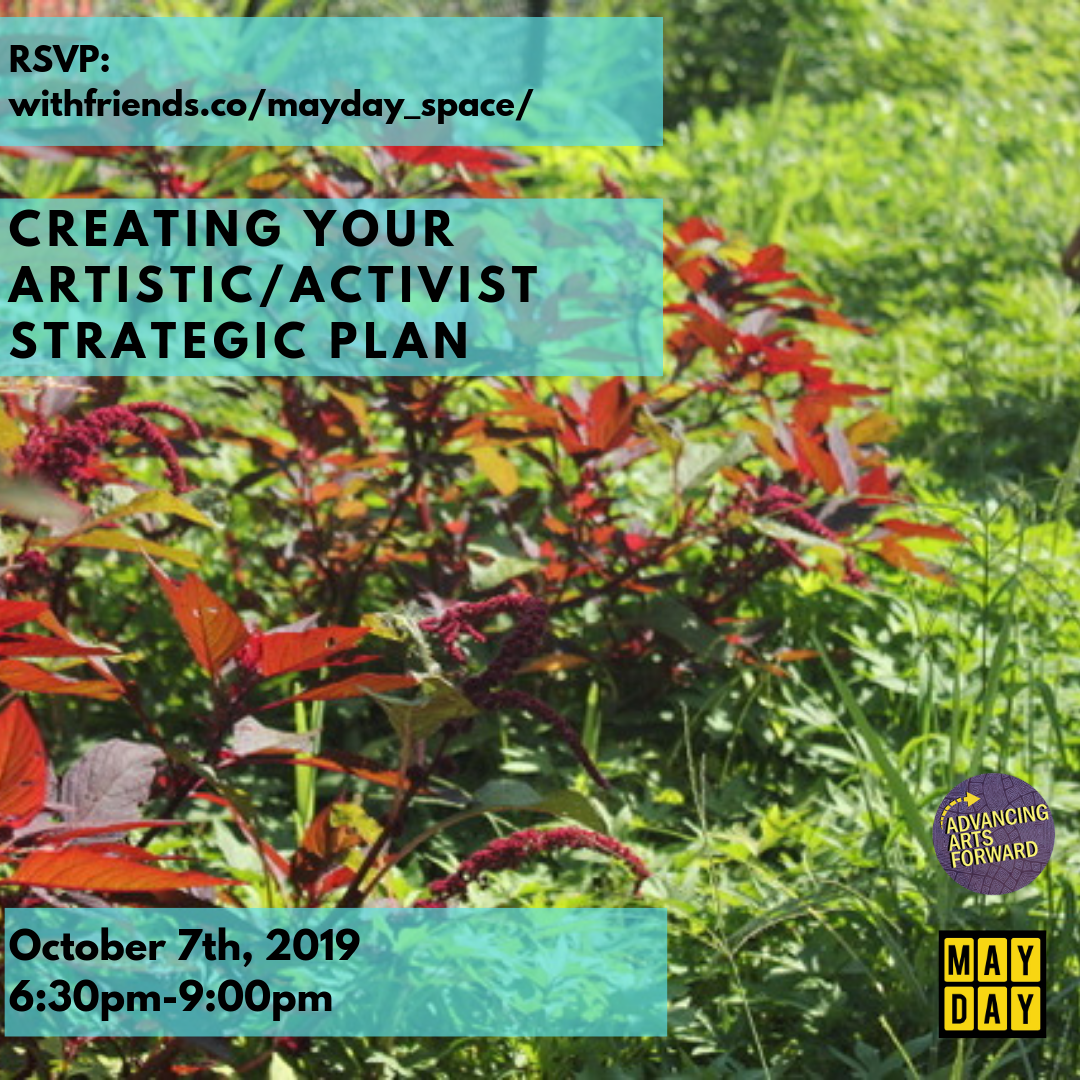 RSVP:
withfriends.co/mayday_space/
CREATING YOUR
ARTISTIC/ACTIVIST
STRATEGIC PLAN
ADVANCING
ARTS
FORWARD
October 7th, 2019
6:30pm-9:00pm
MAY
DAY